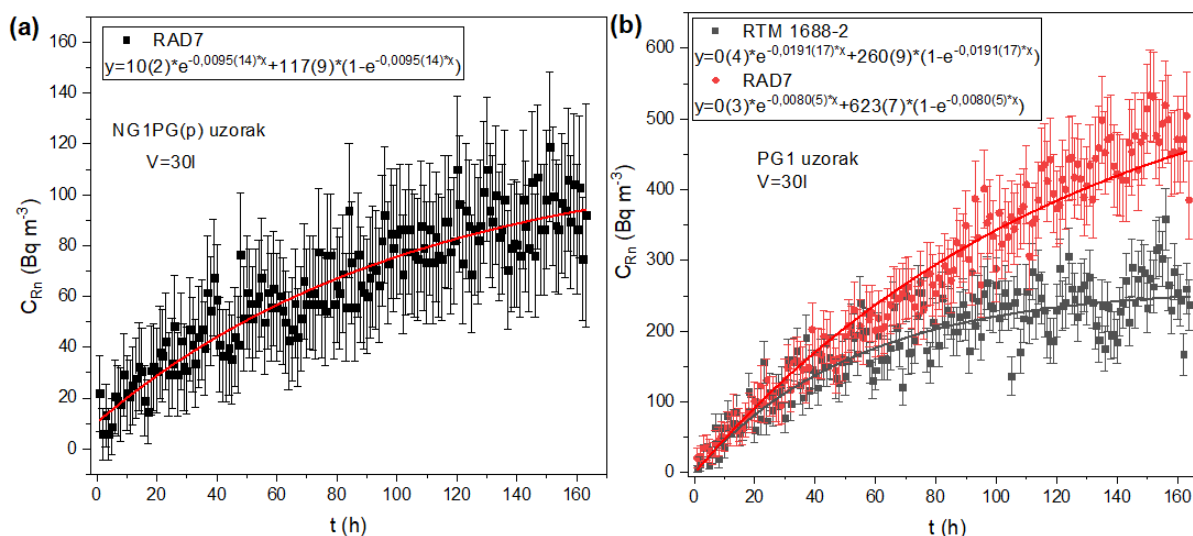 (a)
RAD7
y=10(2)*e^-0,0095(14)*x+117(9)*(1-e^-0,0095(14)*x)
NG1PG(p) uzorak
V=30l
C_Rn (Bq m^-3)
160
140
120
100
80
60
40
20
0
0 20 40 60 80 100 120 140 160
t (h)
(b)
RTM 1688-2
y=0(4)*e^-0,0191(17)*x+260(9)*(1-e^-0,0191(17)*x)
RAD7
y=0(3)*e^-0,0080(5)*x+623(7)*(1-e^-0,0080(5)*x)
PG1 uzorak
V=30l
C_Rn (Bq m^-3)
600
500
400
300
200
100
0
0 20 40 60 80 100 120 140 160
t (h)